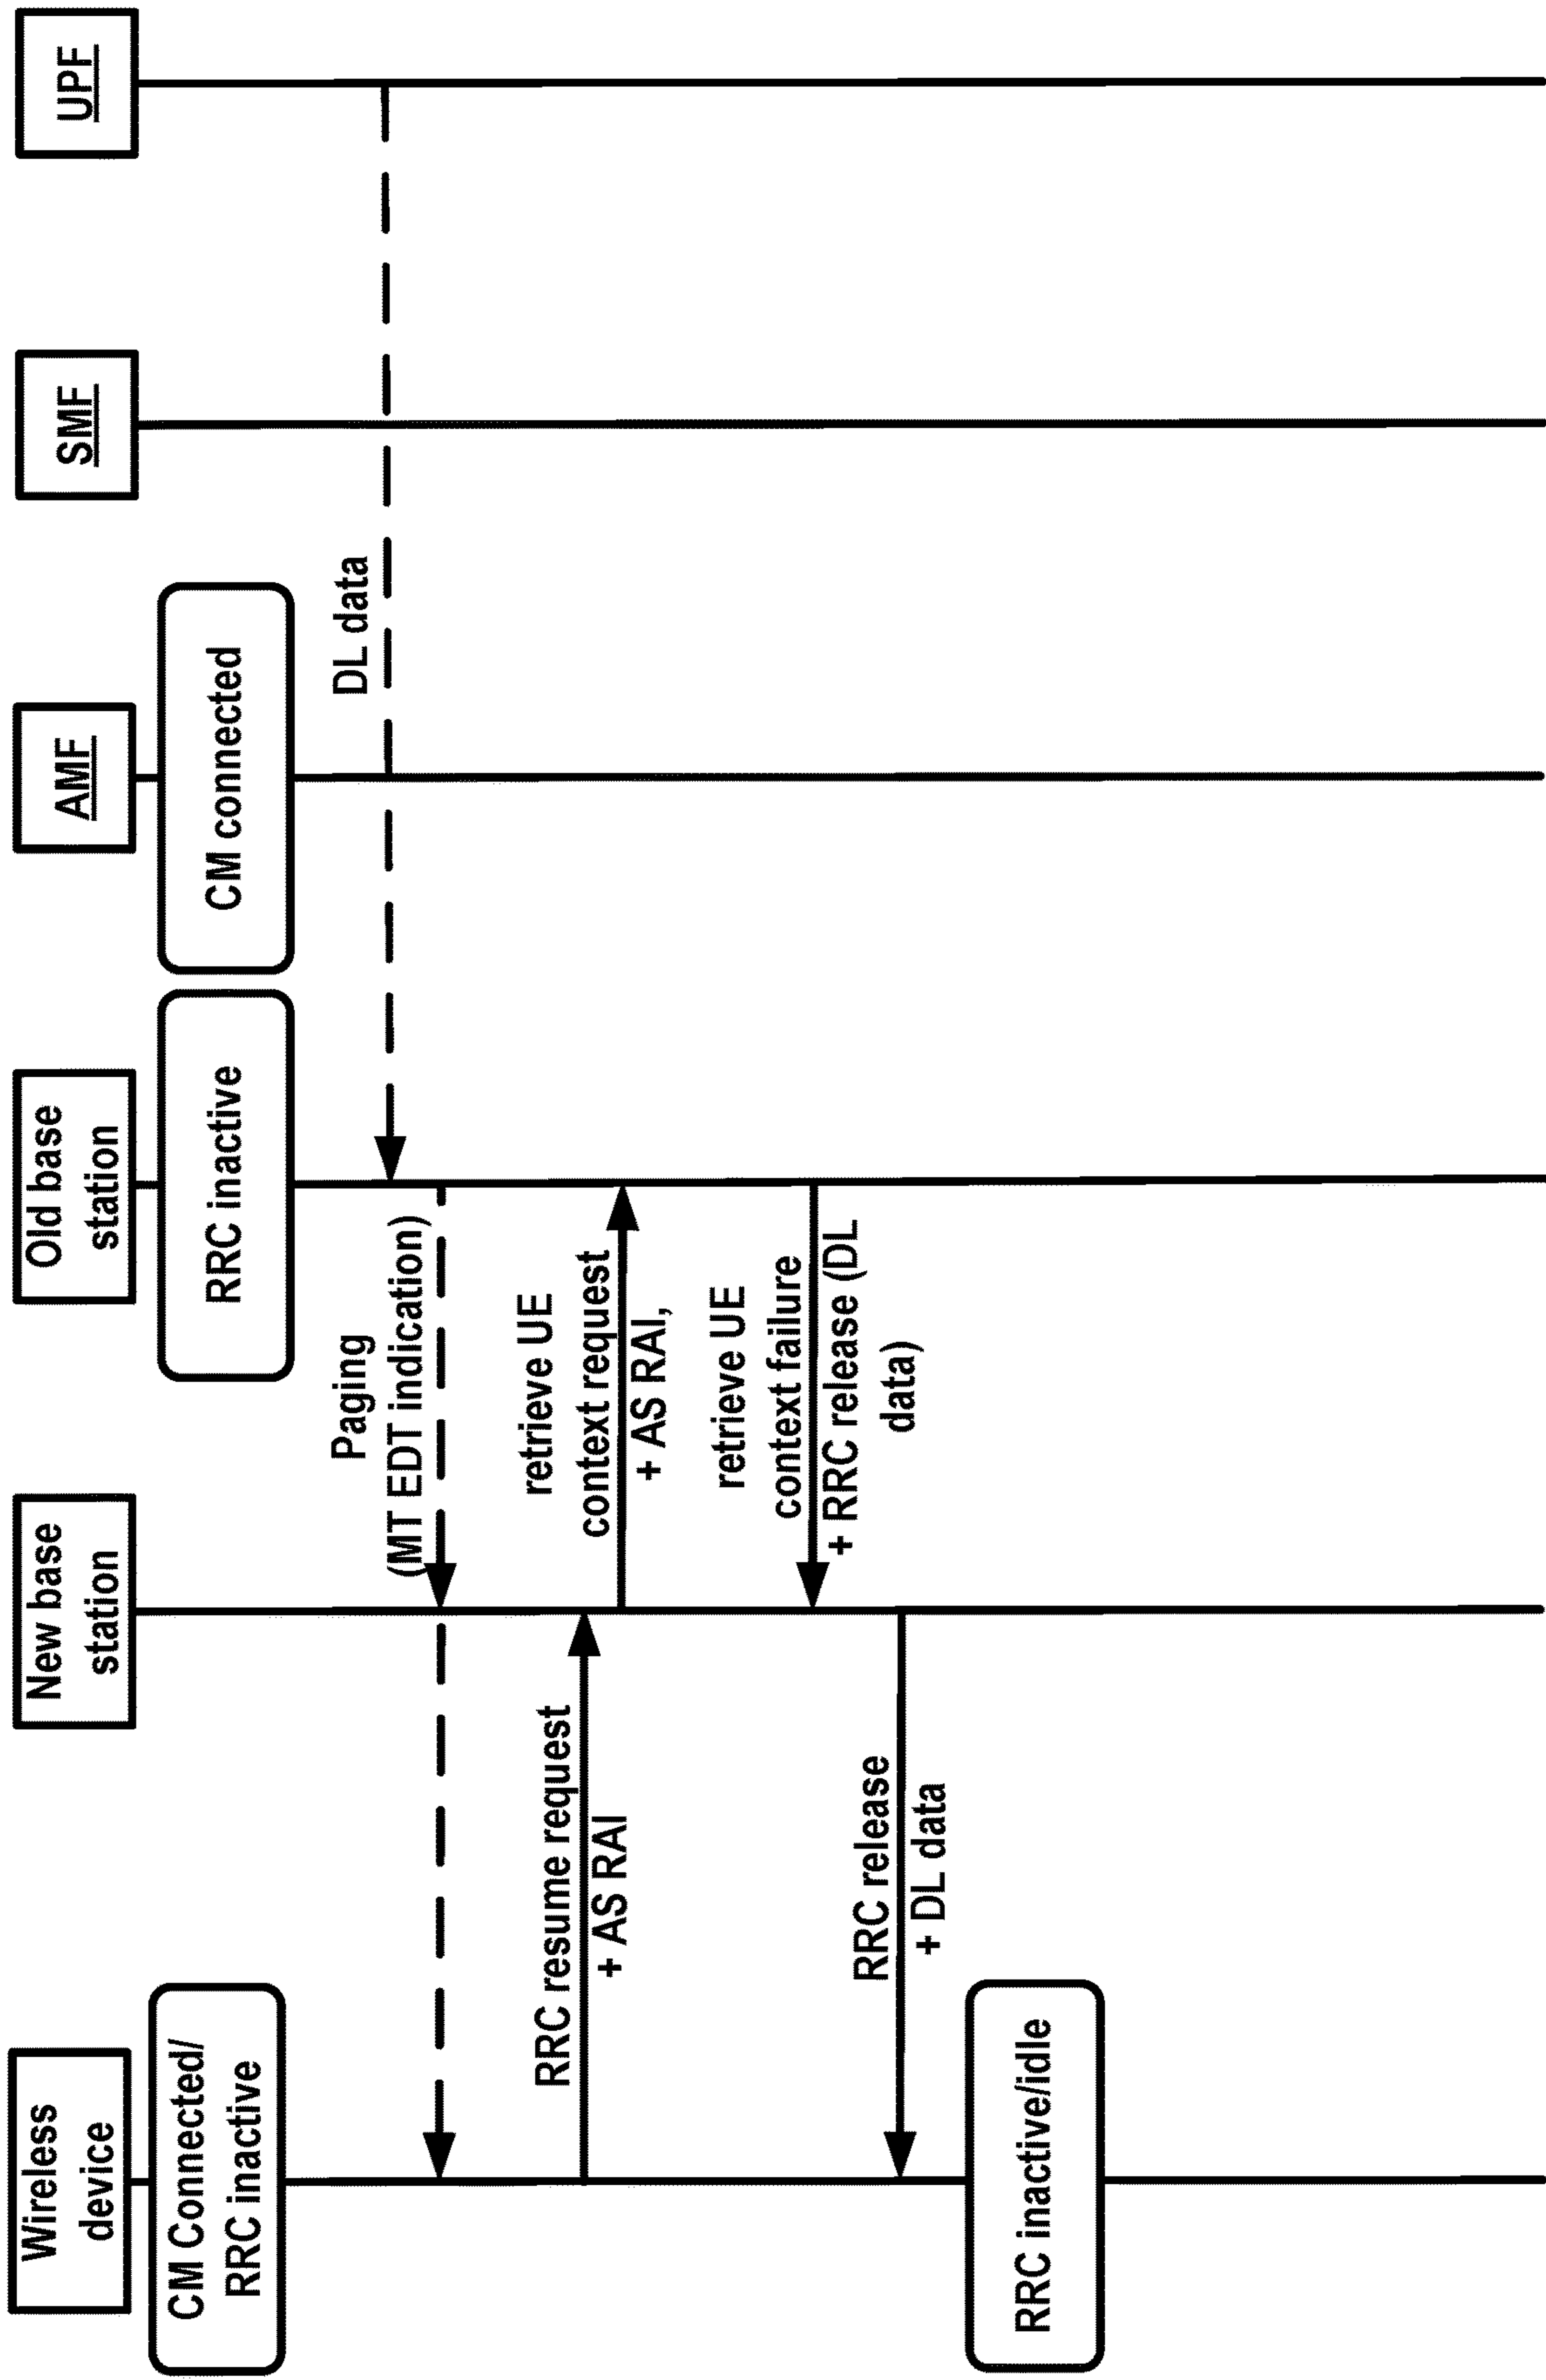 Wireless
device
New base
station
Old base
station
AMF
SMF
UPF
CM Connected/
RRC inactive
RRC inactive
CM connected
DL data
Paging
(MT EDT indication)
RRC resume request
+ AS RAI
retrieve UE
context request
+ AS RAI,
retrieve UE
context failure
+ RRC release (DL
data)
RRC release
+ DL data
RRC inactive/idle